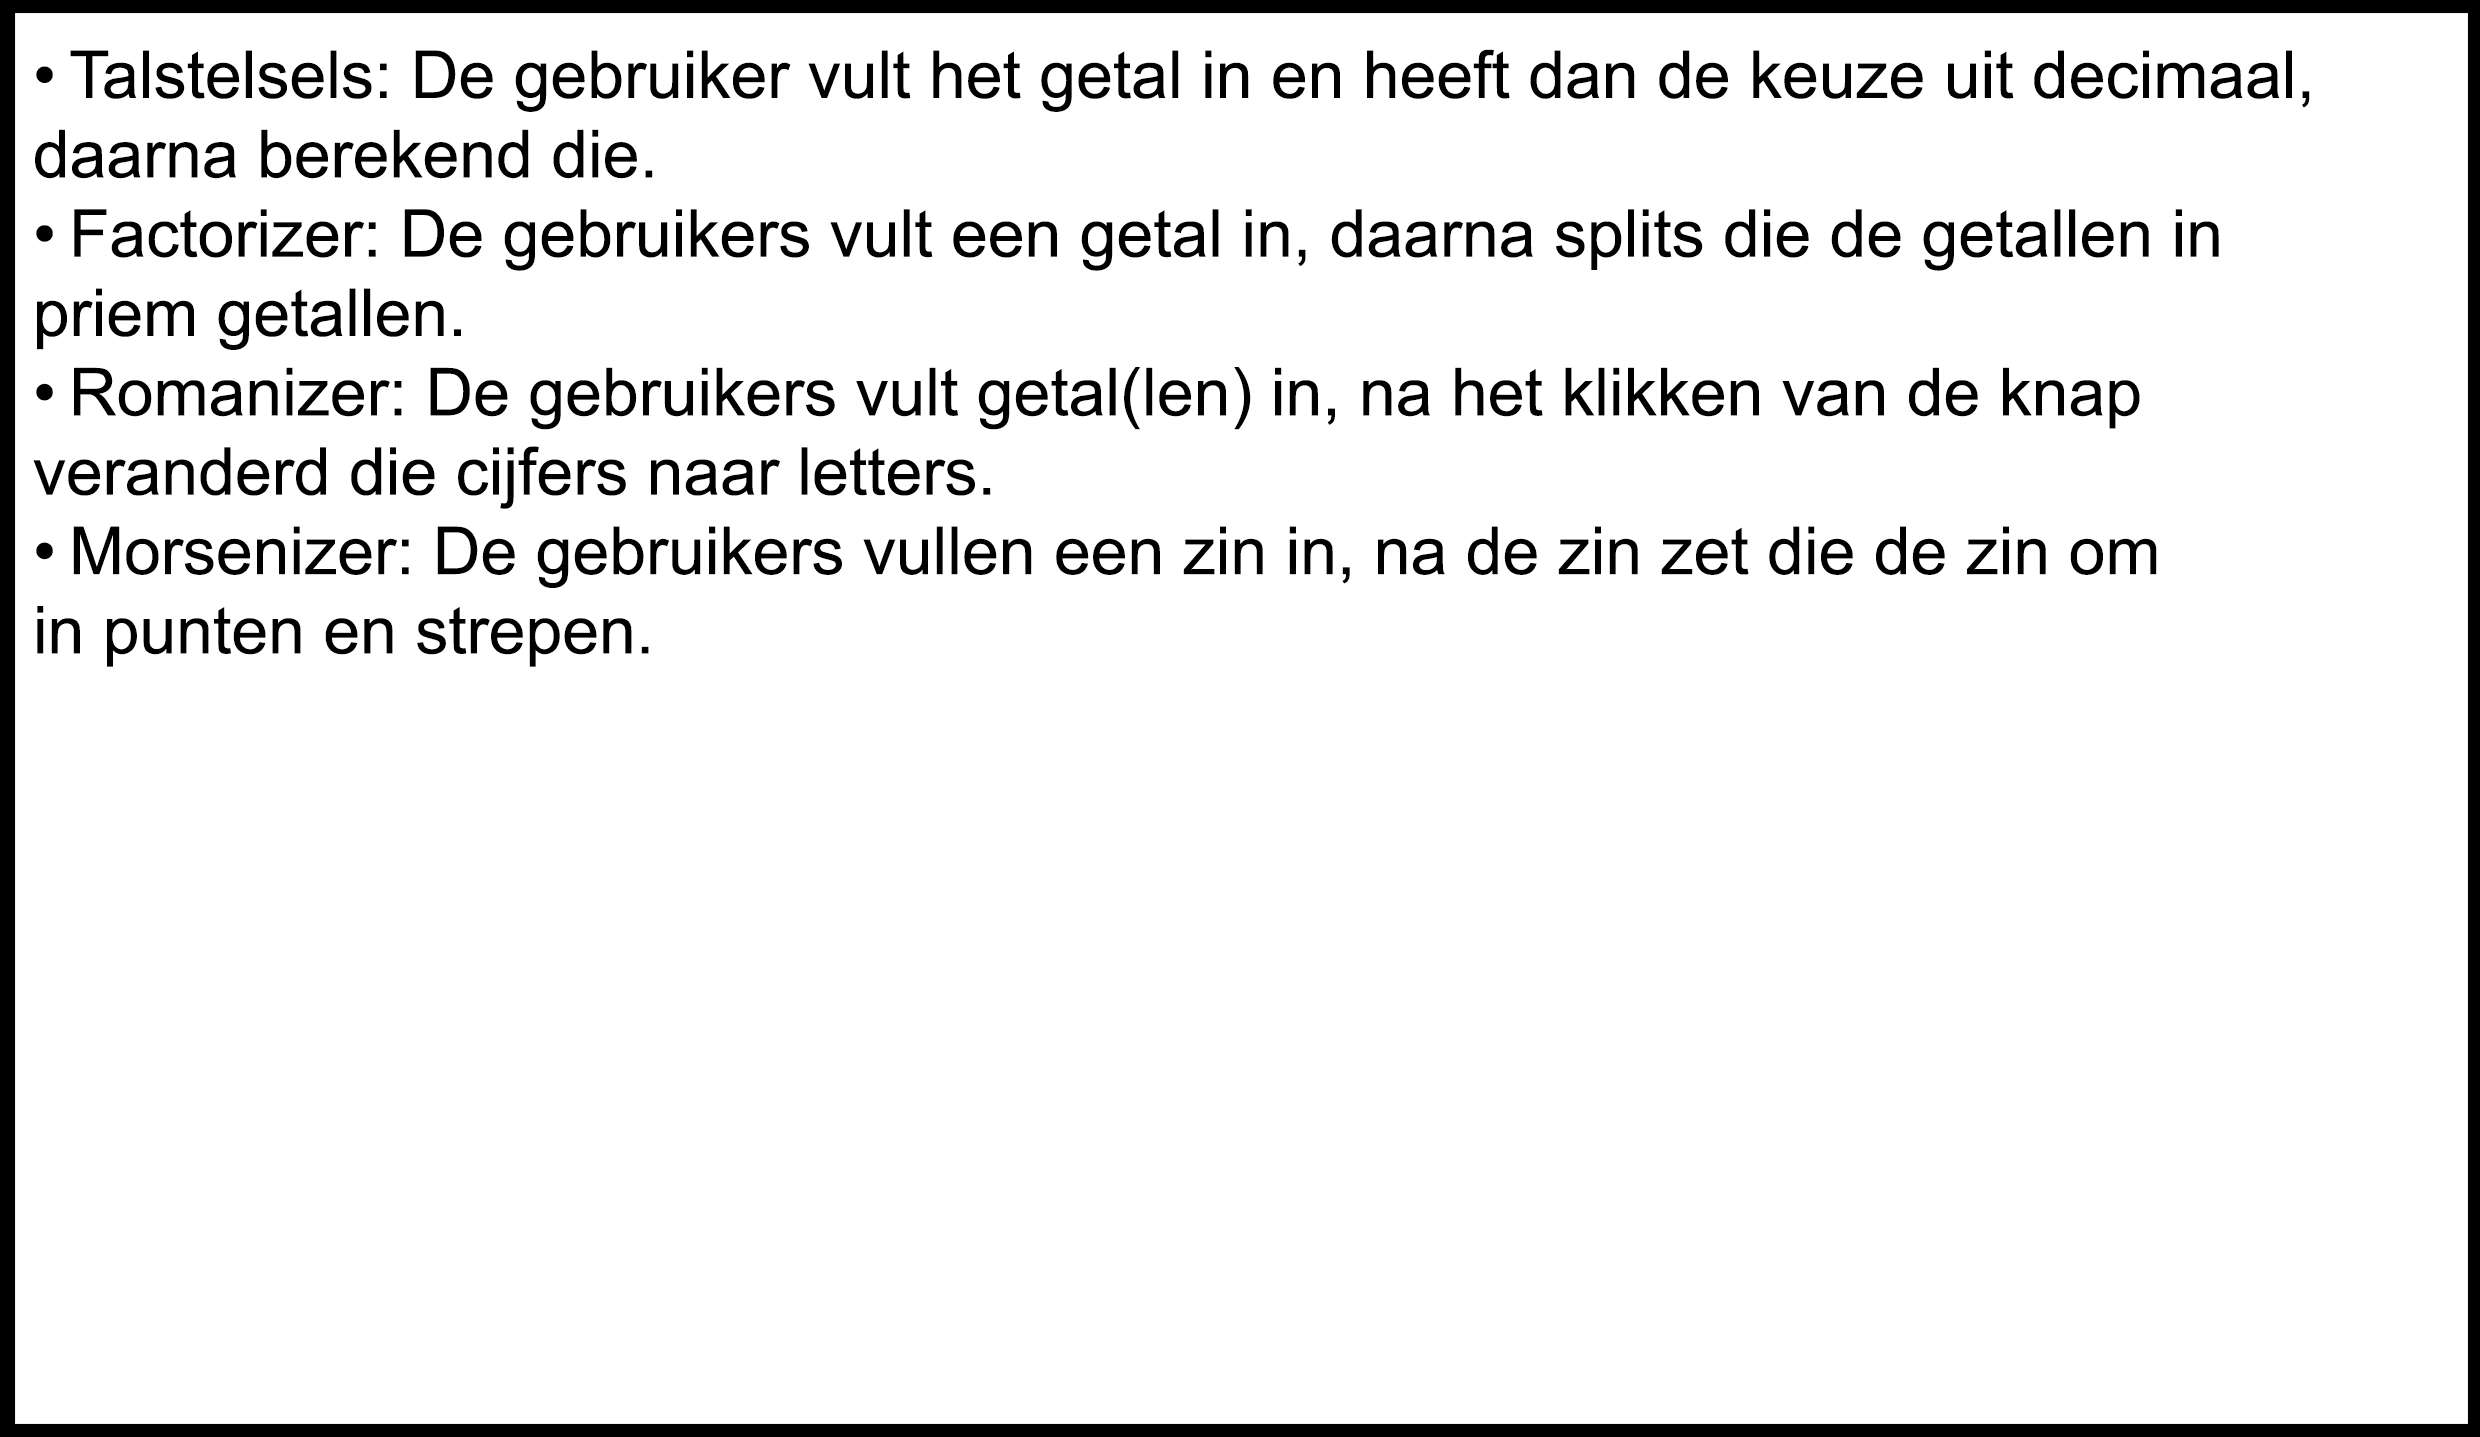 • Talstelsels: De gebruiker vult het getal in en heeft dan de keuze uit decimaal,
daarna berekend die.
• Factorizer: De gebruikers vult een getal in, daarna splits die de getallen in
priem getallen.
• Romanizer: De gebruikers vult getal(len) in, na het klikken van de knap
veranderd die cijfers naar letters.
• Morsenizer: De gebruikers vullen een zin in, na de zin zet die de zin om
in punten en strepen.